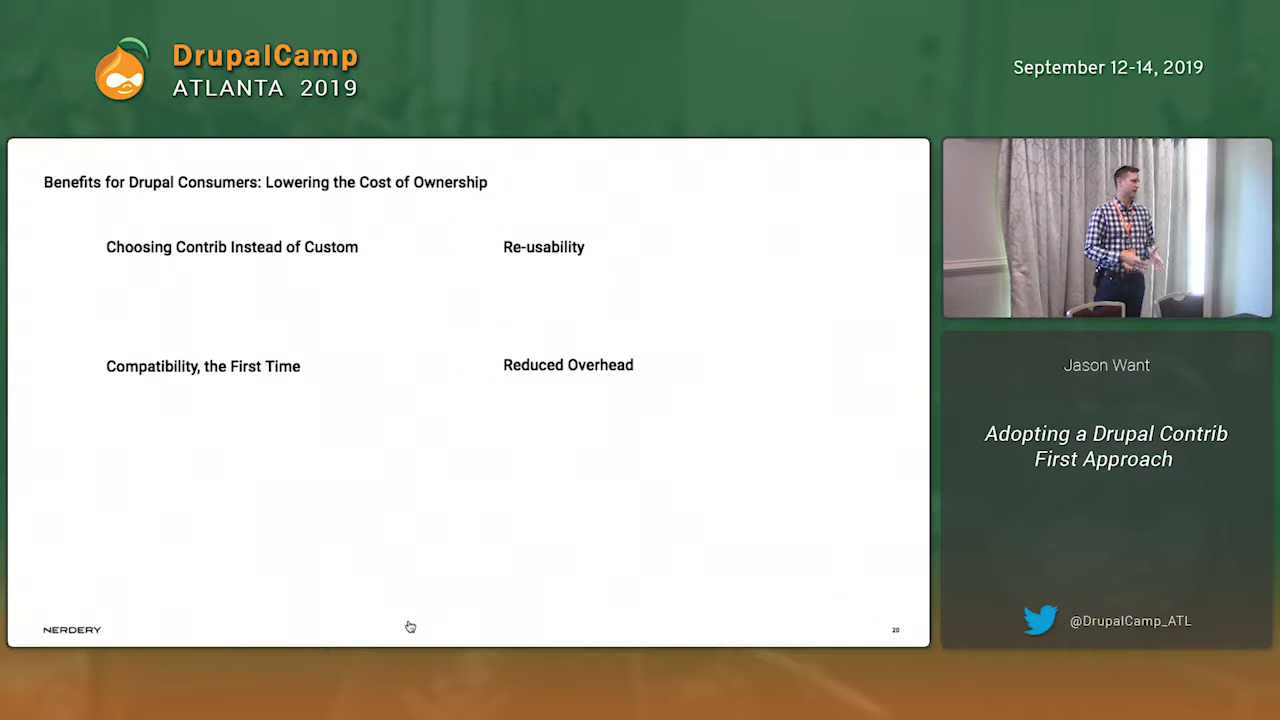 DrupalCamp
ATLANTA 2019
September 12-14, 2019
Benefits for Drupal Consumers: Lowering the Cost of Ownership
Choosing Contrib Instead of Custom
Re-usability
Compatibility, the First Time
Reduced Overhead
NERDERY
20
Jason Want
Adopting a Drupal Contrib
First Approach
@DrupalCamp_ATL